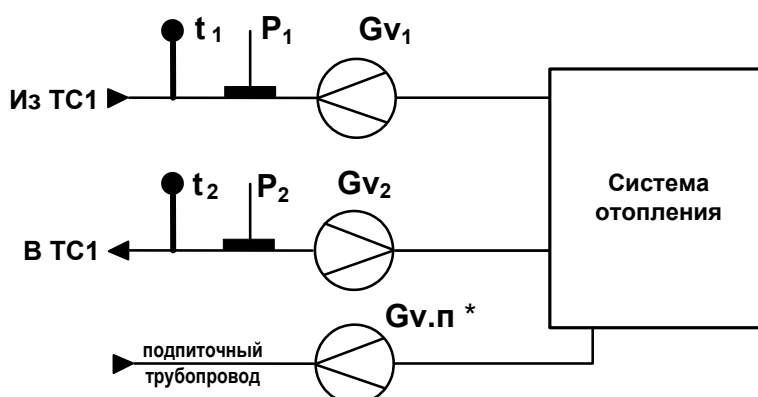 t 1 P1 Gv1
Из ТС1
t 2 P2 Gv2
Система
отопления
В ТС1
Gv.п *
подпиточный
трубопровод